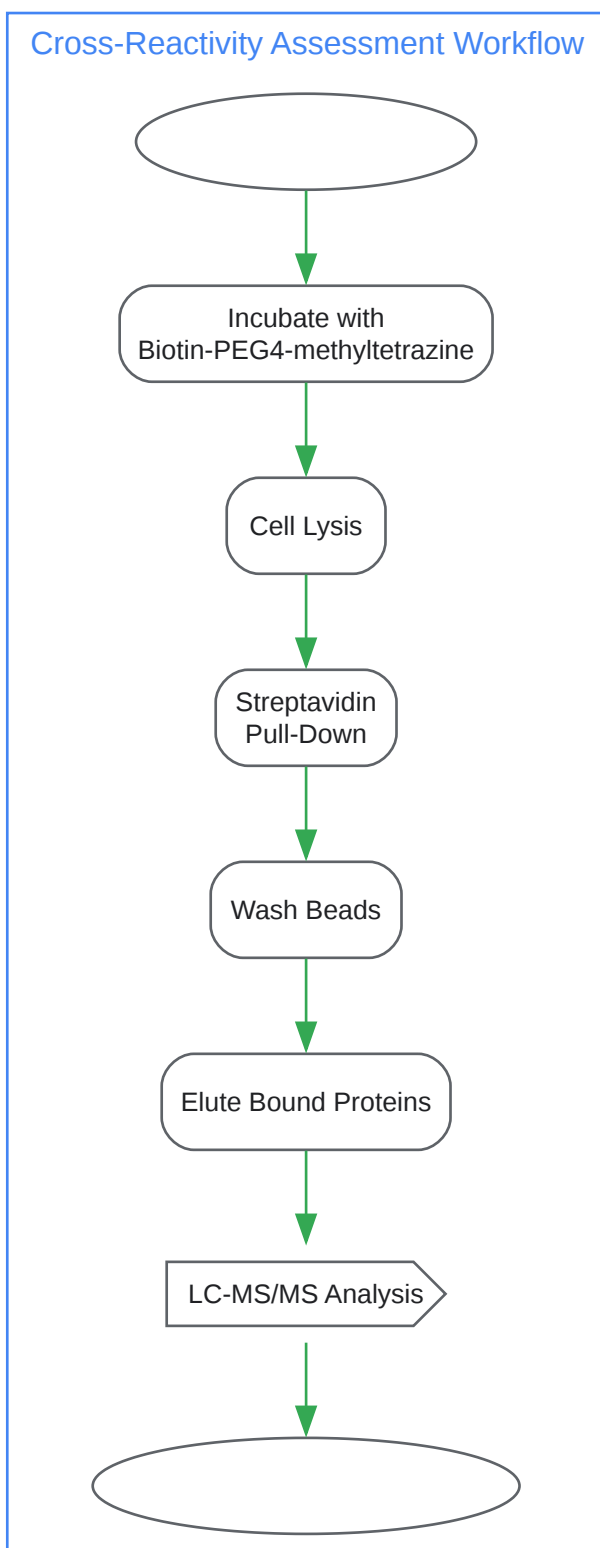 Cross-Reactivity Assessment Workflow
Incubate with
Biotin-PEG4-methyltetrazine
Cell Lysis
Streptavidin
Pull-Down
Wash Beads
Elute Bound Proteins
LC-MS/MS Analysis